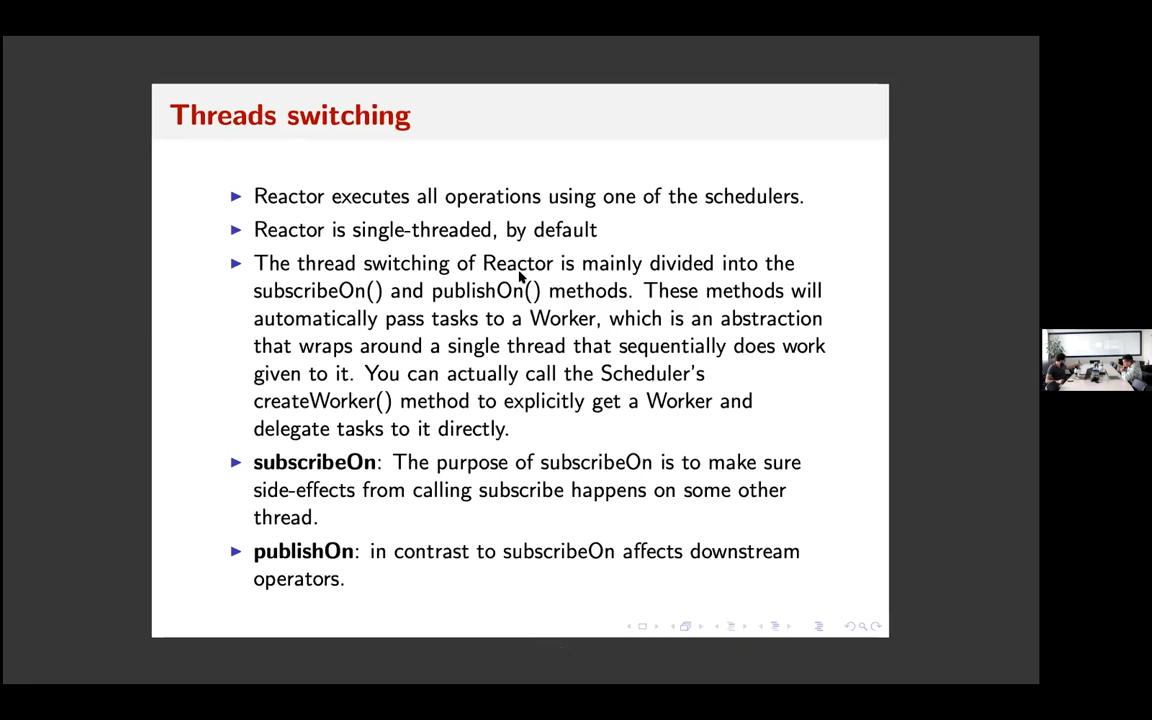 Threads switching
Reactor executes all operations using one of the schedulers.
Reactor is single-threaded, by default
The thread switching of Reactor is mainly divided into the
subscribeOn() and publishOn() methods. These methods will
automatically pass tasks to a Worker, which is an abstraction
that wraps around a single thread that sequentially does work
given to it. You can actually call the Scheduler's
createWorker() method to explicitly get a Worker and
delegate tasks to it directly.
subscribeOn: The purpose of subscribeOn is to make sure
side-effects from calling subscribe happens on some other
thread.
publishOn: in contrast to subscribeOn affects downstream
operators.